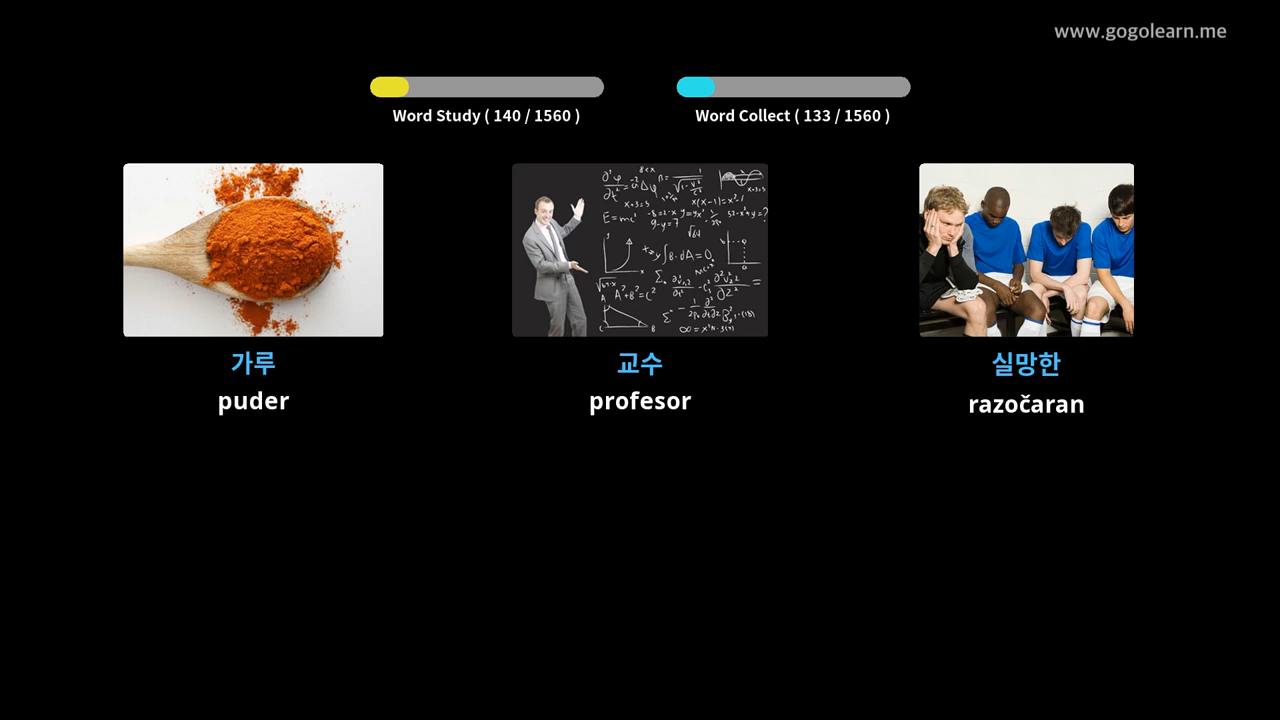 www.gogolearn.me
Word Study ( 140 / 1560 )
Word Collect ( 133 / 1560 )
가루
교수
실망한
puder
profesor
razočaran